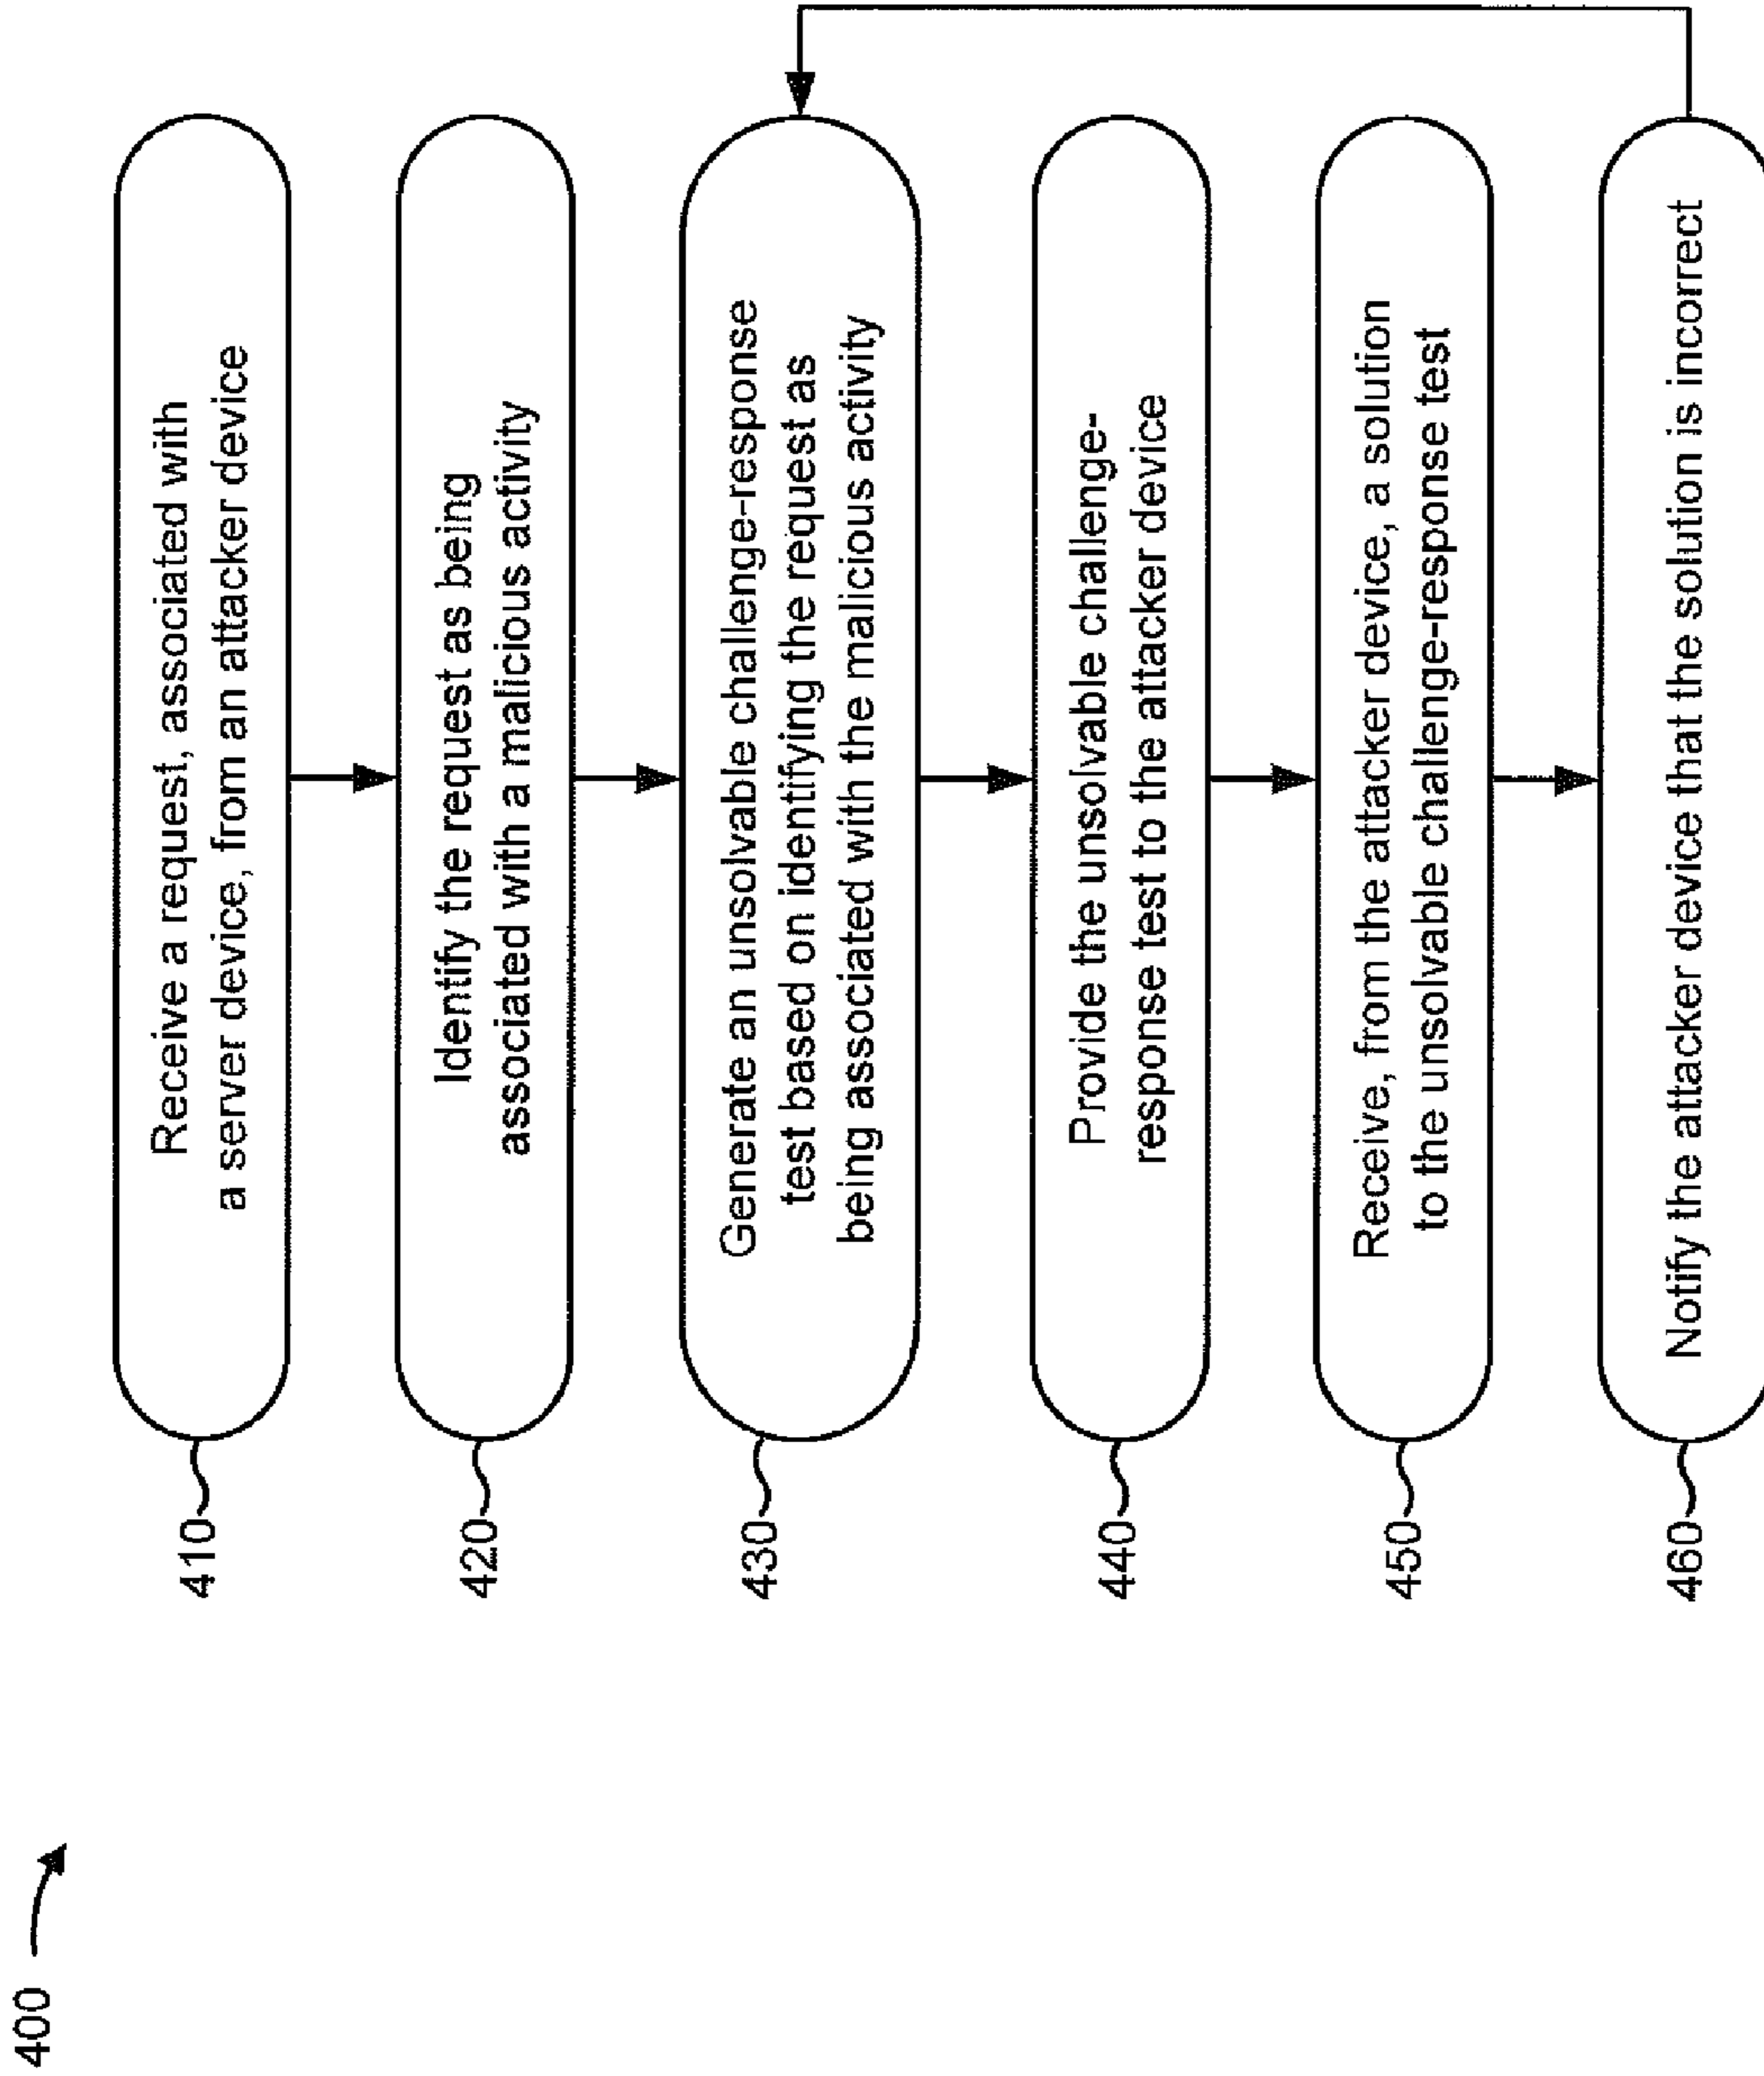 400
410
Receive a request, associated with
a server device, from an attacker device
420
Identify the request as being
associated with a malicious activity
430
Generate an unsolvable challenge-response
test based on identifying the request as
being associated with the malicious activity
440
Provide the unsolvable challenge-
response test to the attacker device
450
Receive, from the attacker device, a solution
to the unsolvable challenge-response test
460
Notify the attacker device that the solution is incorrect